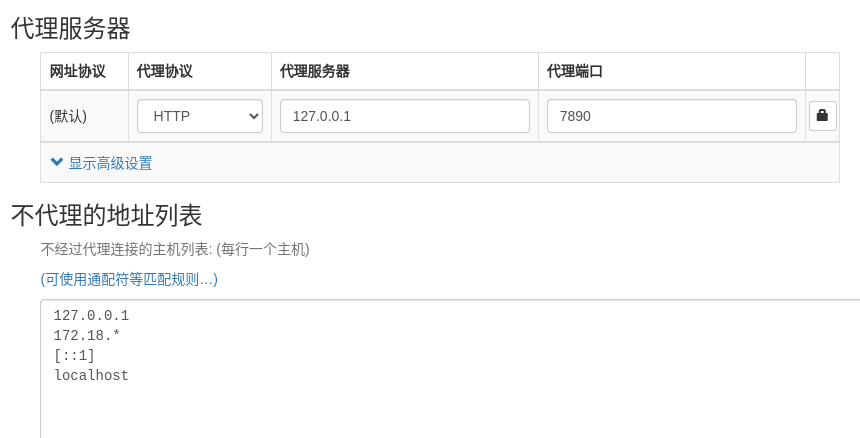 代理服务器
网址协议 代理协议 代理服务器 代理端口
(默认) HTTP 127.0.0.1 7890
显示高级设置
不代理的地址列表
不经过代理连接的主机列表: (每行一个主机)
(可使用通配符等匹配规则…)
127.0.0.1
172.18.*
[::1]
localhost